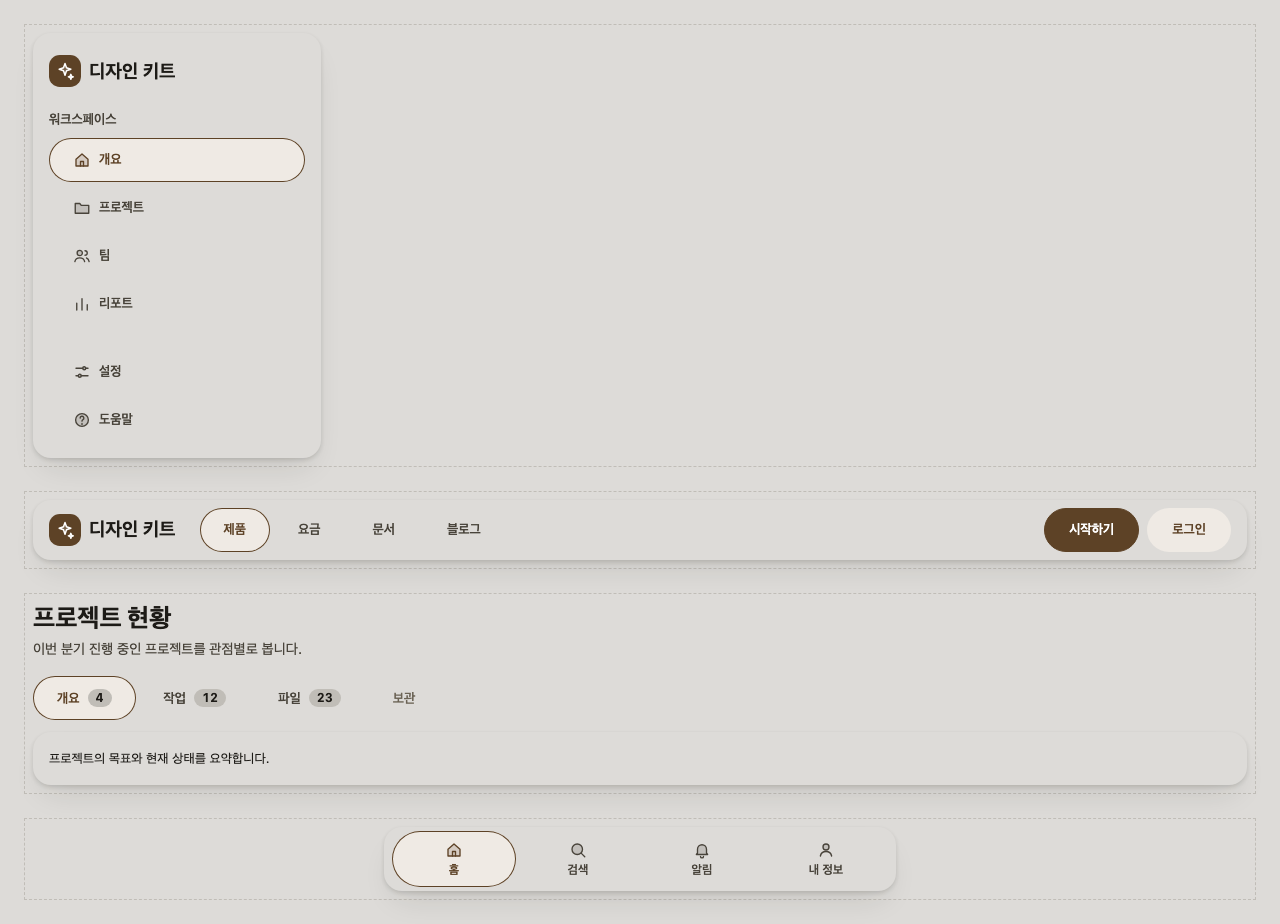 디자인 키트
워크스페이스
개요
프로젝트
팀
리포트
설정
도움말
디자인 키트 제품 요금 문서 블로그 시작하기 로그인
프로젝트 현황
이번 분기 진행 중인 프로젝트를 관점별로 봅니다.
개요 4 작업 12 파일 23 보관
프로젝트의 목표와 현재 상태를 요약합니다.
홈 검색 알림 내 정보